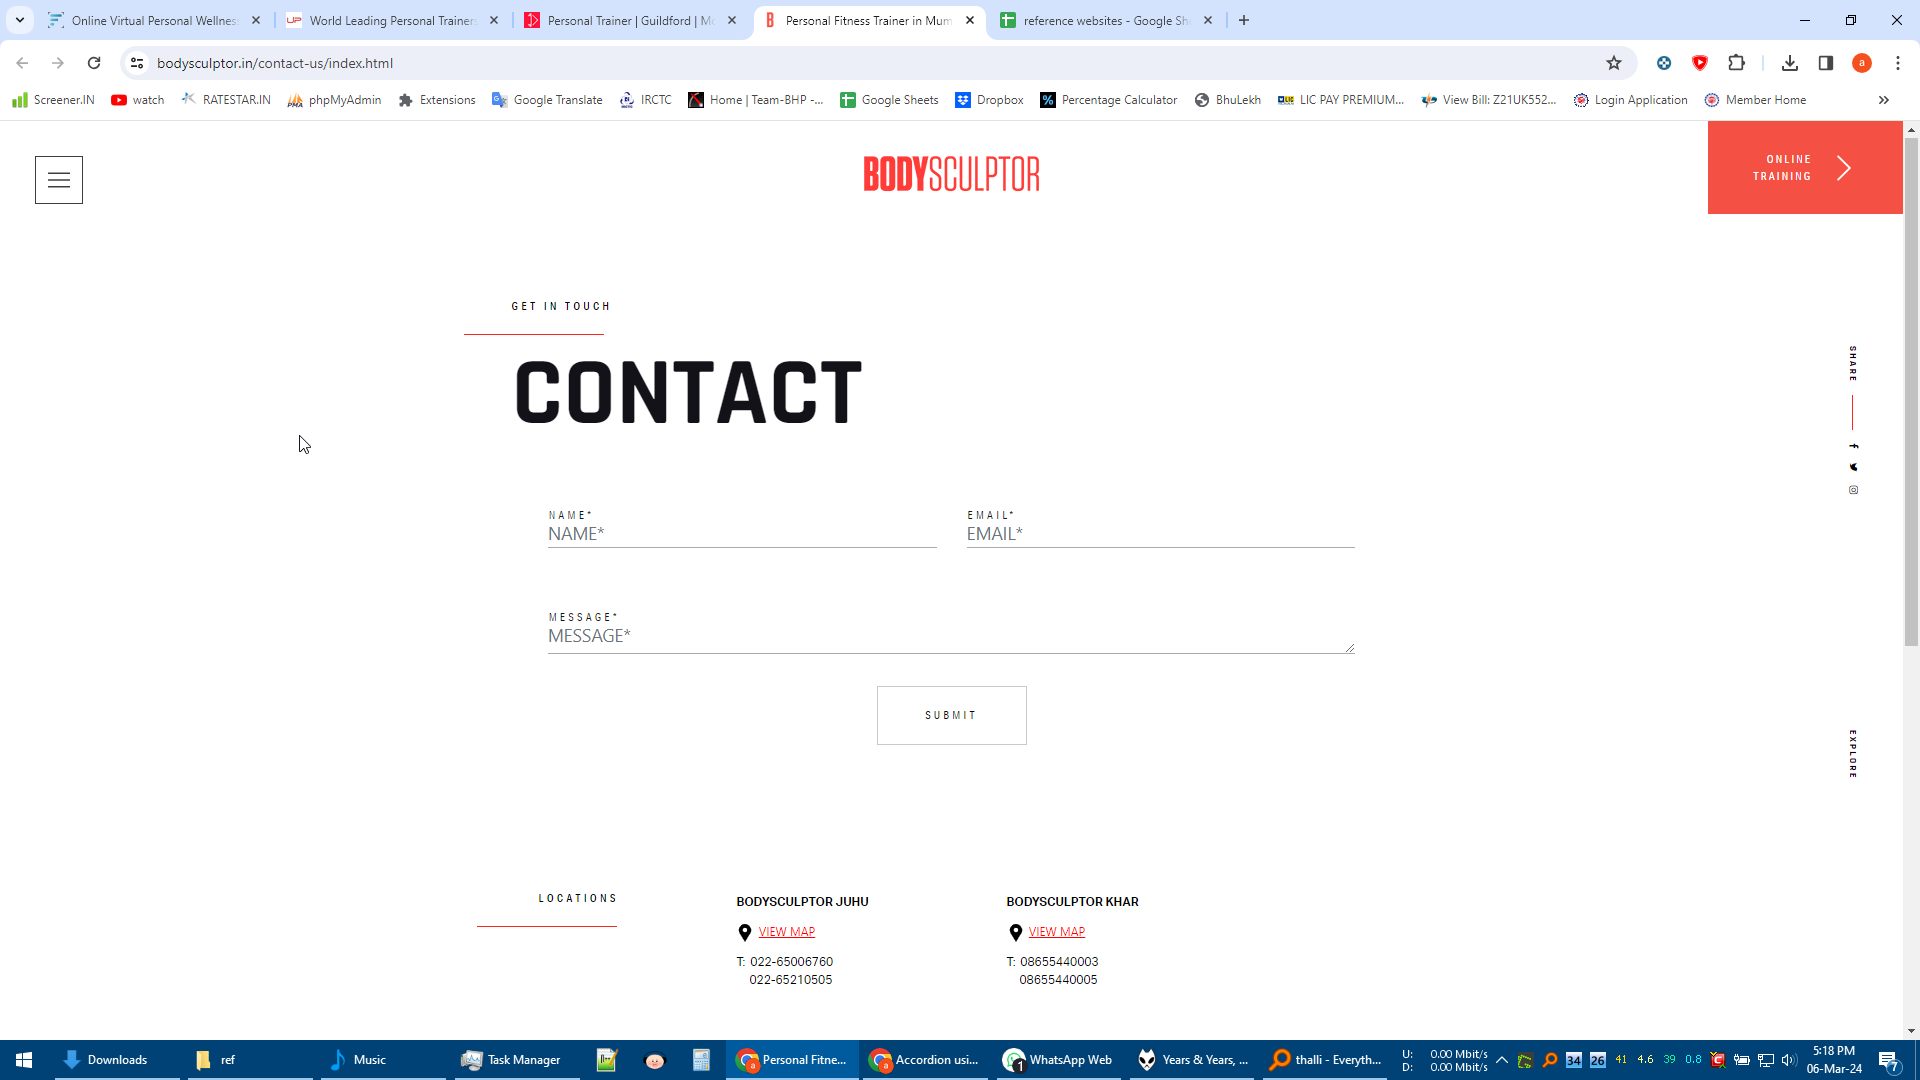 Online Virtual Personal Wellnes
World Leading Personal Trainers
Personal Trainer | Guildford | Mo
Personal Fitness Trainer in Mum
reference websites - Google She
bodysculptor.in/contact-us/index.html
a
Screener.IN
watch
RATESTAR.IN
phpMyAdmin
Extensions
Google Translate
IRCTC
Home | Team-BHP -...
Google Sheets
Dropbox
Percentage Calculator
BhuLekh
LIC PAY PREMIUM...
View Bill: Z21UK552...
Login Application
Member Home
BODYSCULPTOR
ONLINE
TRAINING
GET IN TOUCH
CONTACT
SHARE
NAME*
NAME*
EMAIL*
EMAIL*
MESSAGE*
MESSAGE*
SUBMIT
EXPLORE
LOCATIONS
BODYSCULPTOR JUHU
VIEW MAP
T: 022-65006760
022-65210505
BODYSCULPTOR KHAR
VIEW MAP
T: 08655440003
08655440005
Downloads
ref
Music
Task Manager
Personal Fitne...
Accordion usi...
1
WhatsApp Web
Years & Years, ...
thalli - Everyth...
U: 0.00 Mbit/s
D: 0.00 Mbit/s
34
26
41
4.6
39
0.8
5:18 PM
06-Mar-24
7